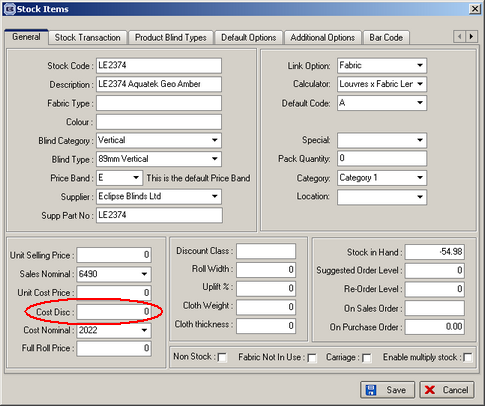 Stock Items
General Stock Transaction Product Blind Types Default Options Additional Options Bar Code
Stock Code : LE2374
Description : LE2374 Aquatek Geo Amber
Fabric Type :
Colour :
Blind Category : Vertical
Blind Type : 89mm Vertical
Price Band : E This is the default Price Band
Supplier : Eclipse Blinds Ltd
Supp Part No : LE2374
Link Option: Fabric
Calculator: Louvres x Fabric Ler
Default Code: A
Special:
Pack Quantity: 0
Category: Category 1
Location:
Unit Selling Price : 0
Sales Nominal : 6490
Unit Cost Price : 0
Cost Disc : 0
Cost Nominal : 2022
Full Roll Price : 0
Discount Class :
Roll Width : 0
Uplift % : 0
Cloth Weight : 0
Cloth thickness : 0
Stock in Hand : -54.98
Suggested Order Level : 0
Re-Order Level : 0
On Sales Order :
On Purchase Order : 0.00
Non Stock : Fabric Not In Use : Carriage : Enable multiply stock :
Save Cancel